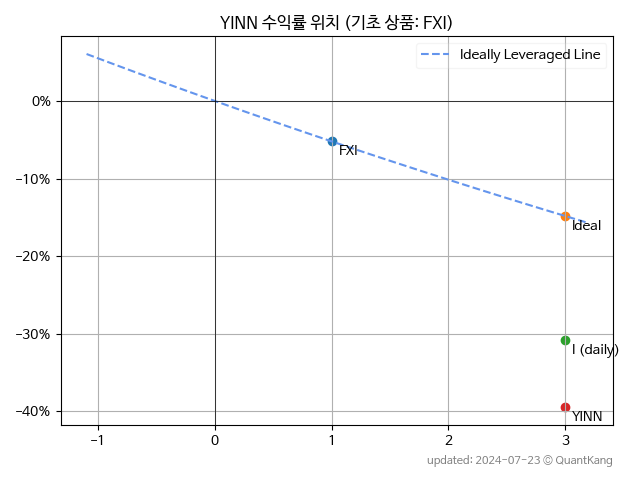 YINN 수익률 위치 (기초 상품: FXI)
Ideally Leveraged Line
0%
FXI
−10%
Ideal
−20%
−30%
I (daily)
−40%
YINN
−1
0
1
2
3
updated: 2024-07-23 © QuantKang